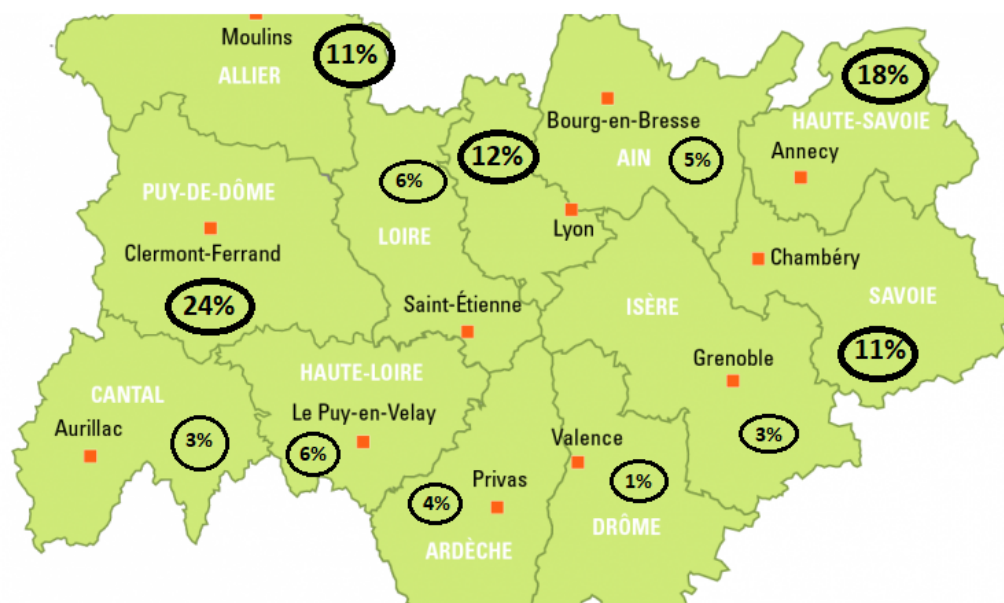 Moulins
11%
ALLIER
18%
HAUTE-SAVOIE
Bourg-en-Bresse
12%
AIN
5%
Annecy
6%
PUY-DE-DÔME
LOIRE
Lyon
Clermont-Ferrand
Chambéry
24%
Saint-Étienne
ISÈRE
SAVOIE
11%
HAUTE-LOIRE
Grenoble
CANTAL
Le Puy-en-Velay
Aurillac
3%
6%
Valence
3%
Privas
4%
1%
DRÔME
ARDÈCHE